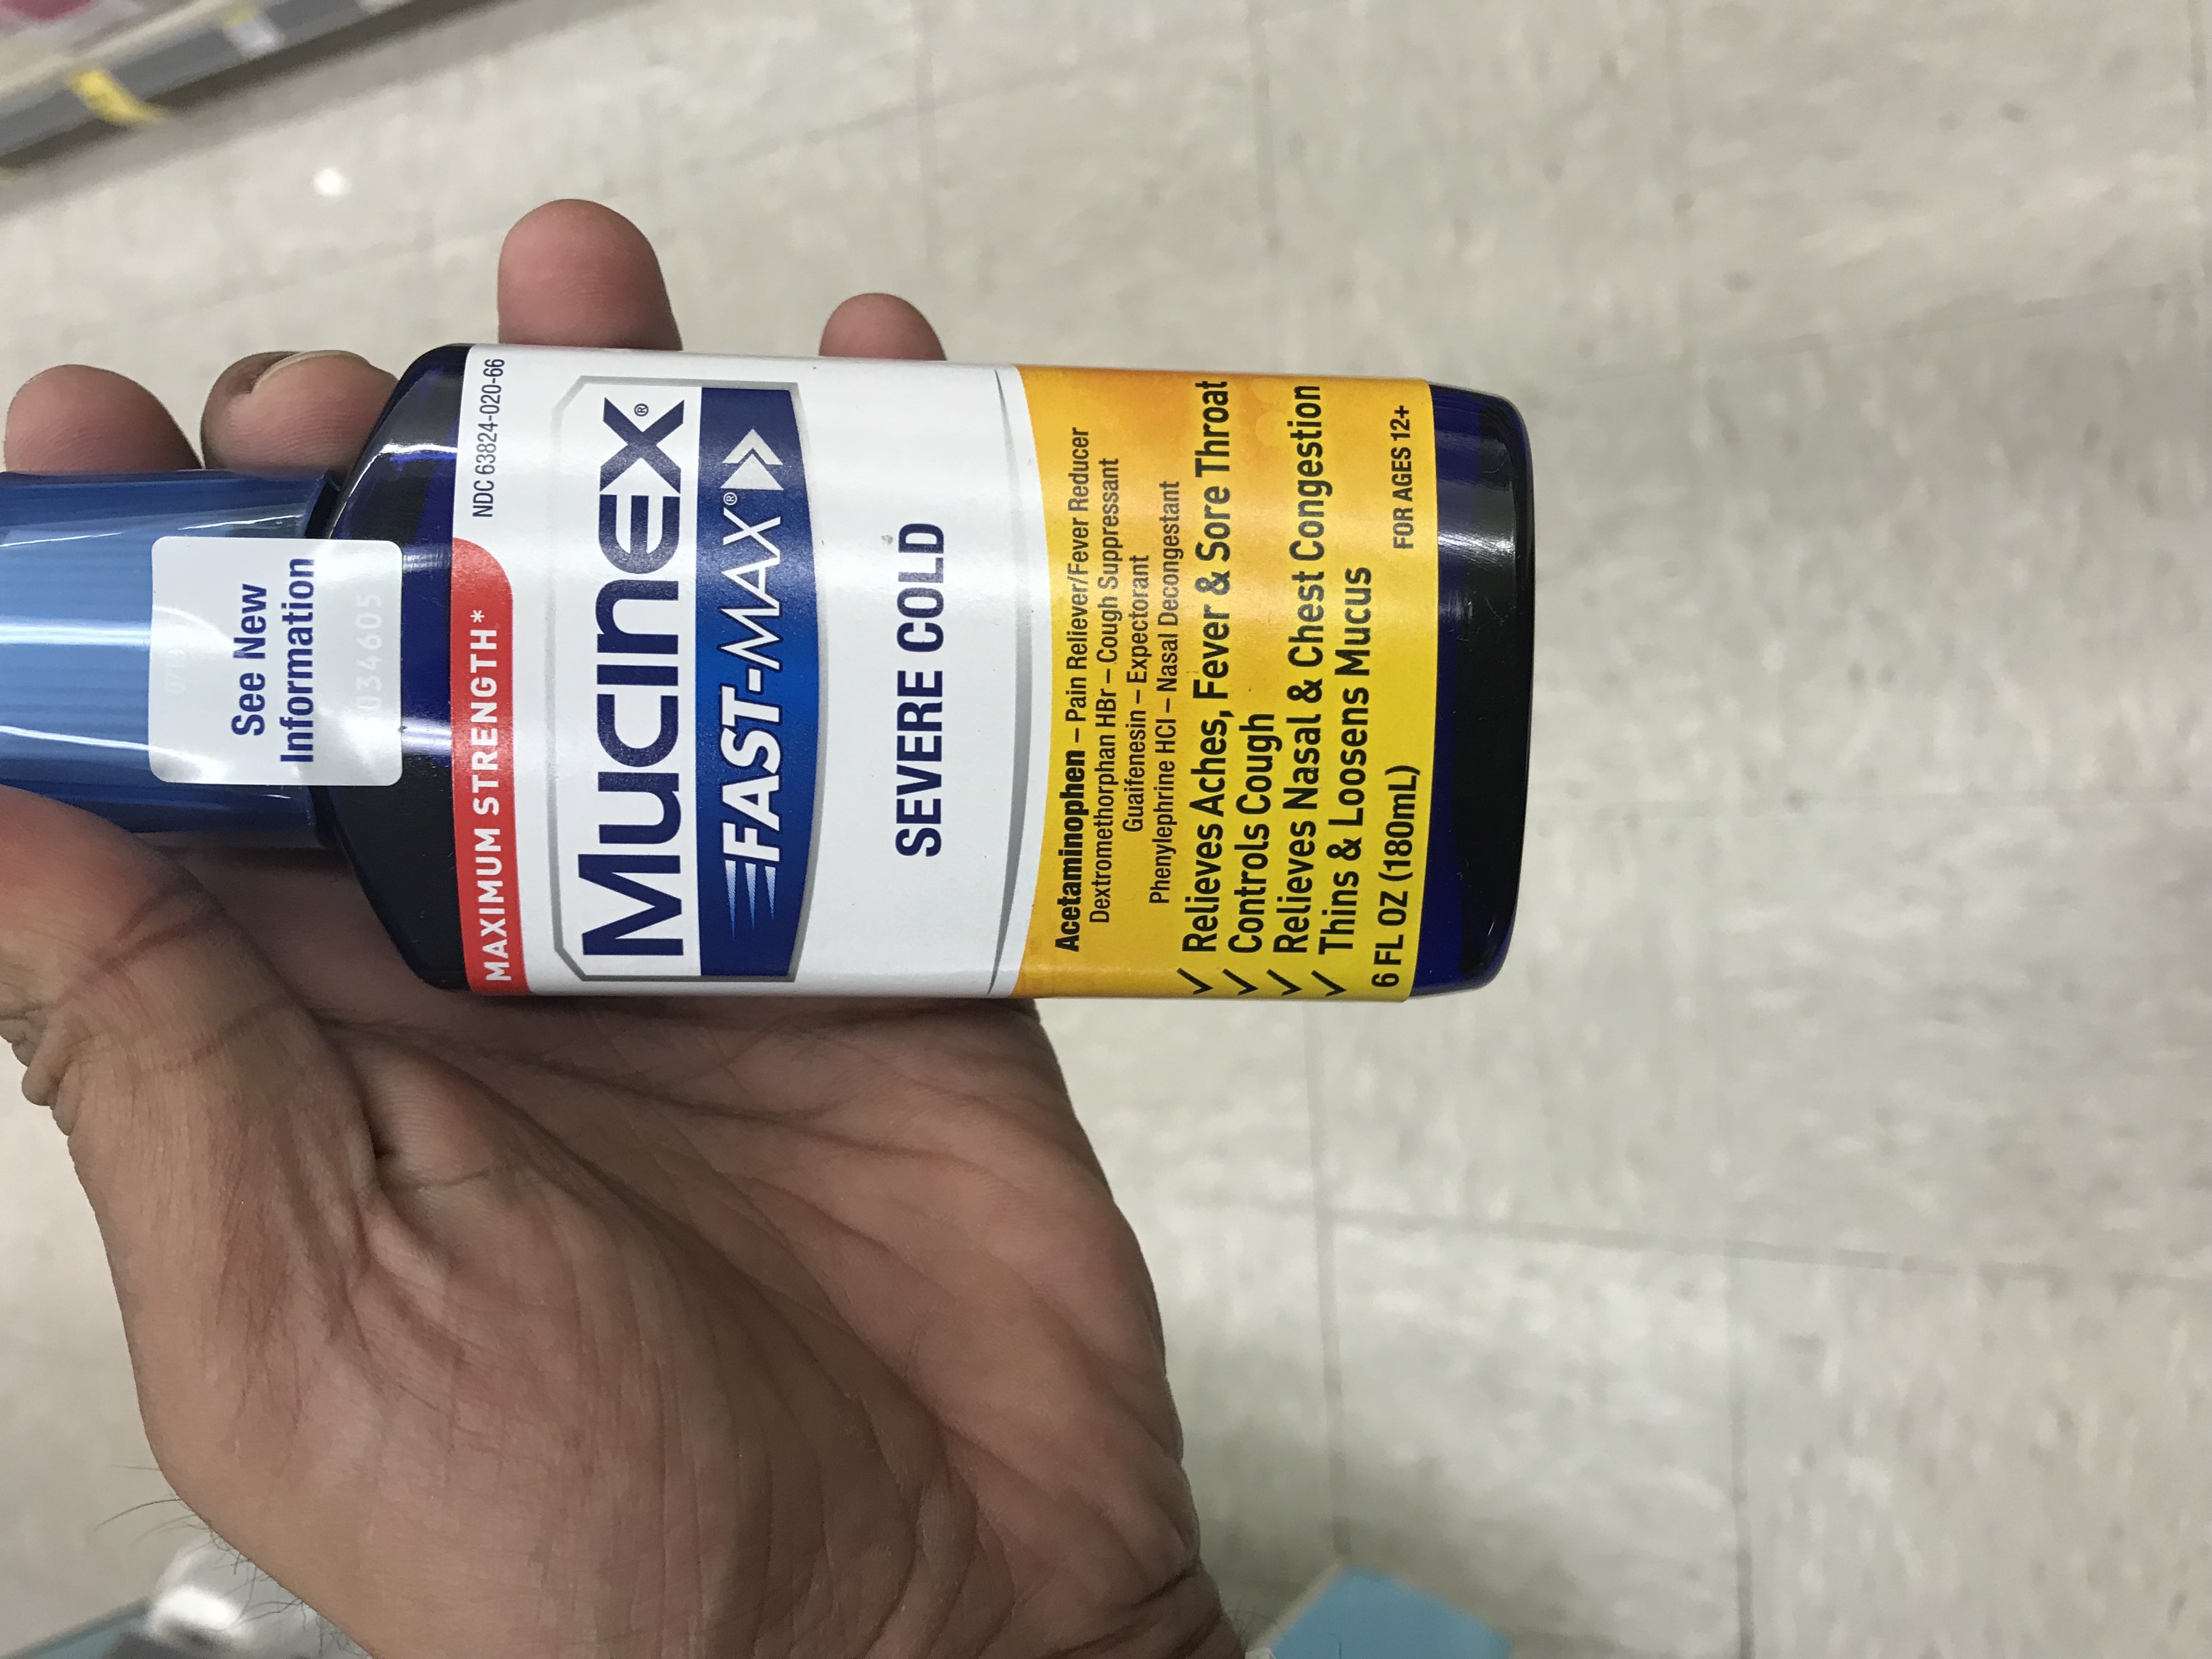 See New
Information
034605
MAXIMUM STRENGTH*
NDC 63824-020-66
Mucinex®
FAST-MAX®
SEVERE COLD
Acetaminophen – Pain Reliever/Fever Reducer
Dextromethorphan HBr – Cough Suppressant
Guaifenesin – Expectorant
Phenylephrine HCl – Nasal Decongestant
✓ Relieves Aches, Fever & Sore Throat
✓ Controls Cough
✓ Relieves Nasal & Chest Congestion
✓ Thins & Loosens Mucus
6 FL OZ (180mL)
FOR AGES 12+